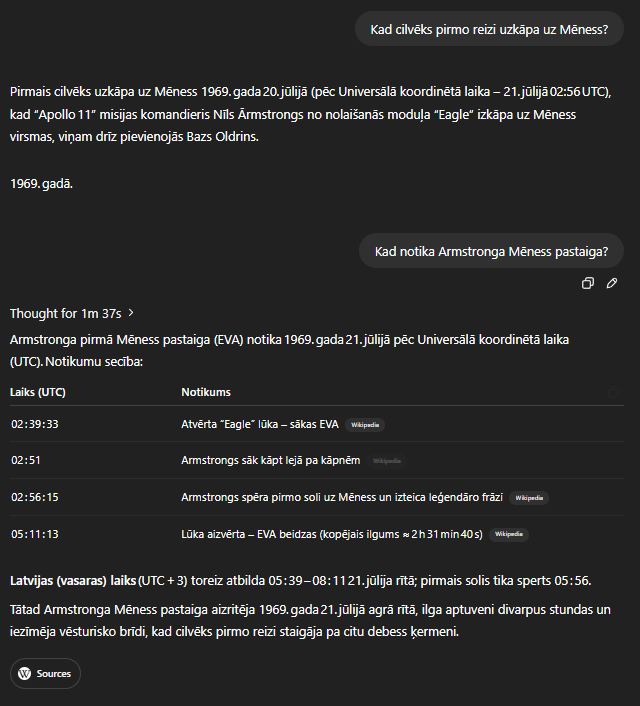 Kad cilvēks pirmo reizi uzkāpa uz Mēness?
Pirmais cilvēks uzkāpa uz Mēness 1969. gada 20. jūlijā (pēc Universālā koordinētā laika – 21. jūlijā 02:56 UTC),
kad “Apollo 11” misijas komandieris Nīls Ārmstrongs no nolaišanās moduļa “Eagle” izkāpa uz Mēness
virsmas, viņam drīz pievienojās Bazs Oldrins.
1969. gadā.
Kad notika Armstronga Mēness pastaiga?
Thought for 1m 37s >
Armstronga pirmā Mēness pastaiga (EVA) notika 1969. gada 21. jūlijā pēc Universālā koordinētā laika
(UTC). Notikumu secība:
Laiks (UTC) Notikums
02:39:33 Atvērta “Eagle” lūka – sākas EVA Wikipedia
02:51 Armstrongs sāk kāpt lejā pa kāpnēm Wikipedia
02:56:15 Armstrongs spēra pirmo soli uz Mēness un izteica leģendāro frāzi Wikipedia
05:11:13 Lūka aizvērta – EVA beidzas (kopējais ilgums ≈ 2 h 31 min 40 s) Wikipedia
Latvijas (vasaras) laiks (UTC + 3) toreiz atbilda 05:39 – 08:11 21. jūlija rītā; pirmais solis tika sperts 05:56.
Tātad Armstronga Mēness pastaiga aizritēja 1969. gada 21. jūlijā agrā rītā, ilga aptuveni divarpus stundas un
iezīmēja vēsturisko brīdi, kad cilvēks pirmo reizi staigāja pa citu debess ķermeni.
W Sources